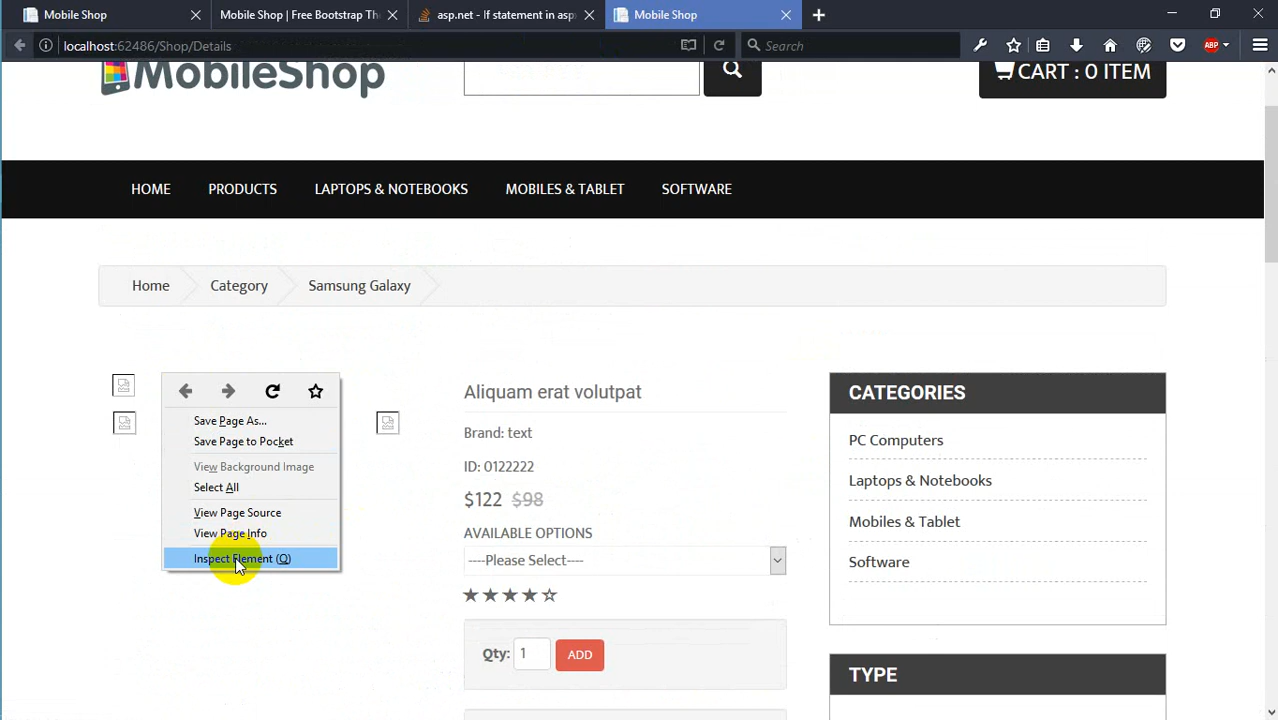 Mobile Shop
Mobile Shop | Free Bootstrap Th
asp.net - If statement in asp
Mobile Shop
localhost:62486/Shop/Details
Search
ABP
MobileShop
CART : 0 ITEM
HOME PRODUCTS LAPTOPS & NOTEBOOKS MOBILES & TABLET SOFTWARE
Home Category Samsung Galaxy
Save Page As...
Save Page to Pocket
View Background Image
Select All
View Page Source
View Page Info
Inspect Element (Q)
Aliquam erat volutpat
Brand: text
ID: 0122222
$122 $98
AVAILABLE OPTIONS
----Please Select----
Qty: 1 ADD
CATEGORIES
PC Computers
Laptops & Notebooks
Mobiles & Tablet
Software
TYPE